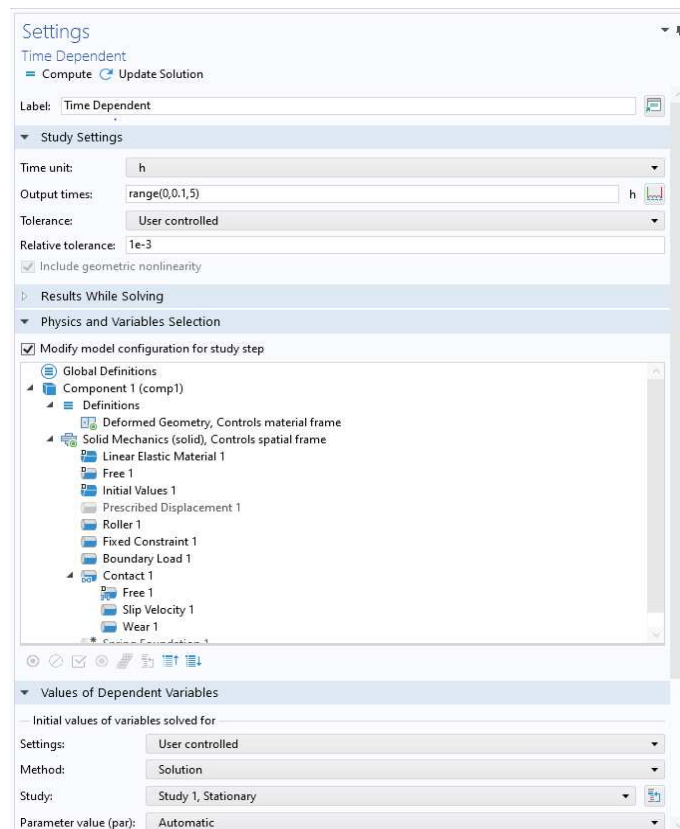 Settings
Time Dependent
= Compute Update Solution
Label: Time Dependent
Study Settings
Time unit: h
Output times: range(0,0.1,5) h
Tolerance: User controlled
Relative tolerance: 1e-3
Include geometric nonlinearity
Results While Solving
Physics and Variables Selection
Modify model configuration for study step
Global Definitions
Component 1 (comp1)
Definitions
Deformed Geometry, Controls material frame
Solid Mechanics (solid), Controls spatial frame
Linear Elastic Material 1
Free 1
Initial Values 1
Prescribed Displacement 1
Roller 1
Fixed Constraint 1
Boundary Load 1
Contact 1
Free 1
Slip Velocity 1
Wear 1
Spring Foundation 1
Values of Dependent Variables
Initial values of variables solved for
Settings: User controlled
Method: Solution
Study: Study 1, Stationary
Parameter value (par): Automatic